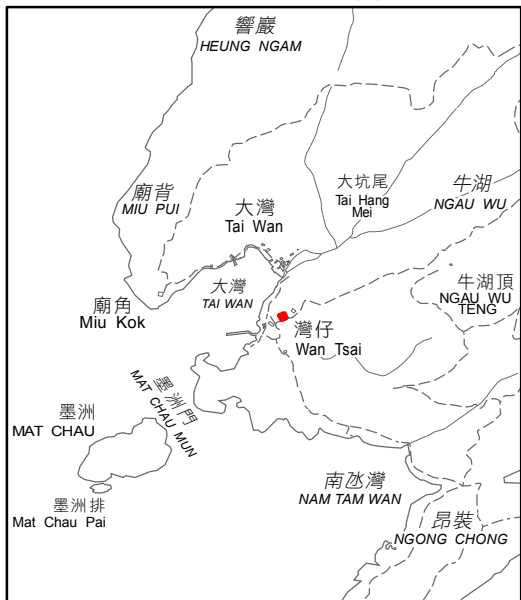 響巖
HEUNG NGAM
廟背
MIU PUI
大灣
Tai Wan
大坑尾
Tai Hang
Mei
牛湖
NGAU WU
大灣
TAI WAN
牛湖頂
NGAU WU
TENG
廟角
Miu Kok
灣仔
Wan Tsai
墨洲門
MAT CHAU MUN
墨洲
MAT CHAU
墨洲排
Mat Chau Pai
南氹灣
NAM TAM WAN
昂裝
NGONG CHONG